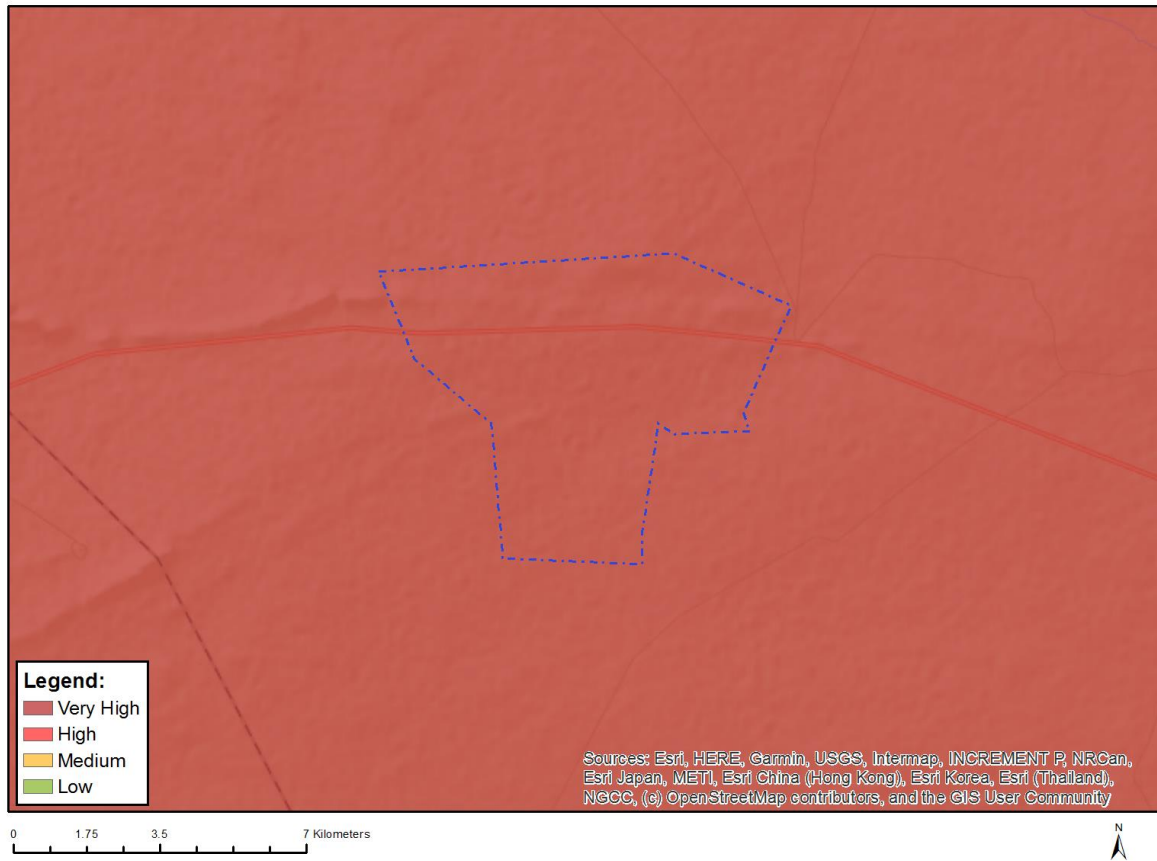 Legend:
Very High
High
Medium
Low
Sources: Esri, HERE, Garmin, USGS, Intermap, INCREMENT P, NRCan,
Esri Japan, METI, Esri China (Hong Kong), Esri Korea, Esri (Thailand),
NGCC, (c) OpenStreetMap contributors, and the GIS User Community
0 1.75 3.5 7 Kilometers
N